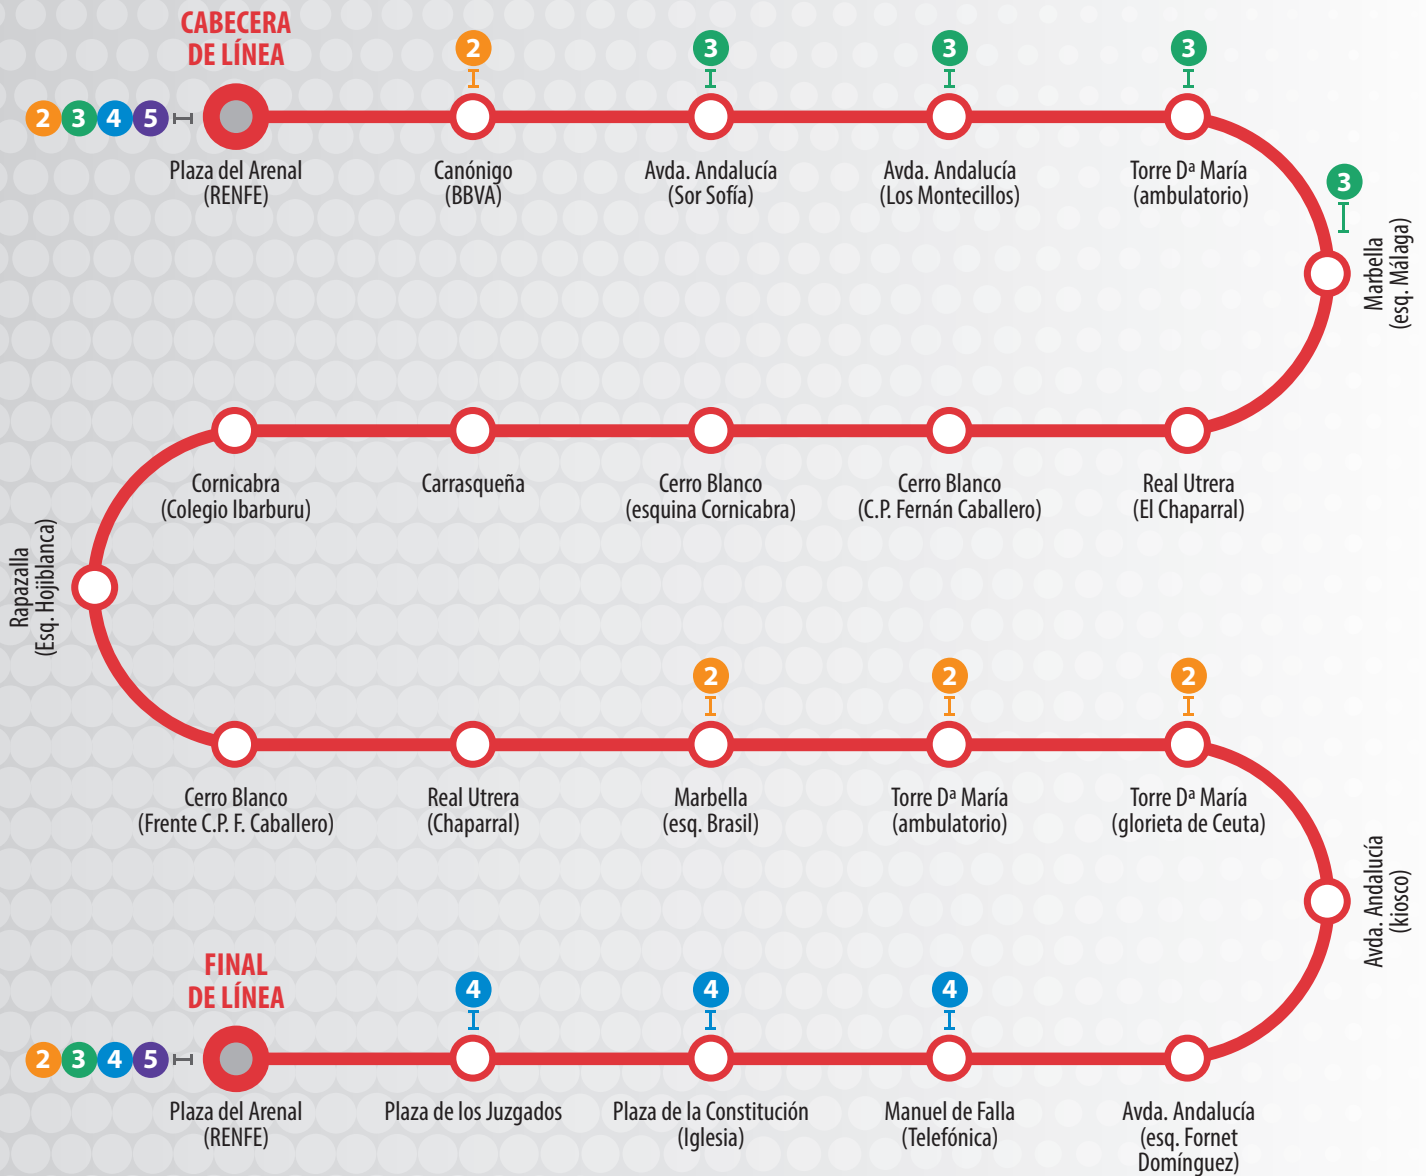 CABECERA
DE LÍNEA
2 3 3 3
2 3 4 5
Plaza del Arenal
(RENFE)
Canónigo
(BBVA)
Avda. Andalucía
(Sor Sofía)
Avda. Andalucía
(Los Montecillos)
Torre Dª María
(ambulatorio)
3
Marbella
(esq. Málaga)
Cornicabra
(Colegio Ibarburu)
Carrasqueña
Cerro Blanco
(esquina Cornicabra)
Cerro Blanco
(C.P. Fernán Caballero)
Real Utrera
(El Chaparral)
Rapazalla
(Esq. Hojiblanca)
2 2 2
Cerro Blanco
(Frente C.P. F. Caballero)
Real Utrera
(Chaparral)
Marbella
(esq. Brasil)
Torre Dª María
(ambulatorio)
Torre Dª María
(glorieta de Ceuta)
Avda. Andalucía
(kiosco)
FINAL
DE LÍNEA
4 4 4
2 3 4 5
Plaza del Arenal
(RENFE)
Plaza de los Juzgados
Plaza de la Constitución
(Iglesia)
Manuel de Falla
(Telefónica)
Avda. Andalucía
(esq. Fornet
Domínguez)